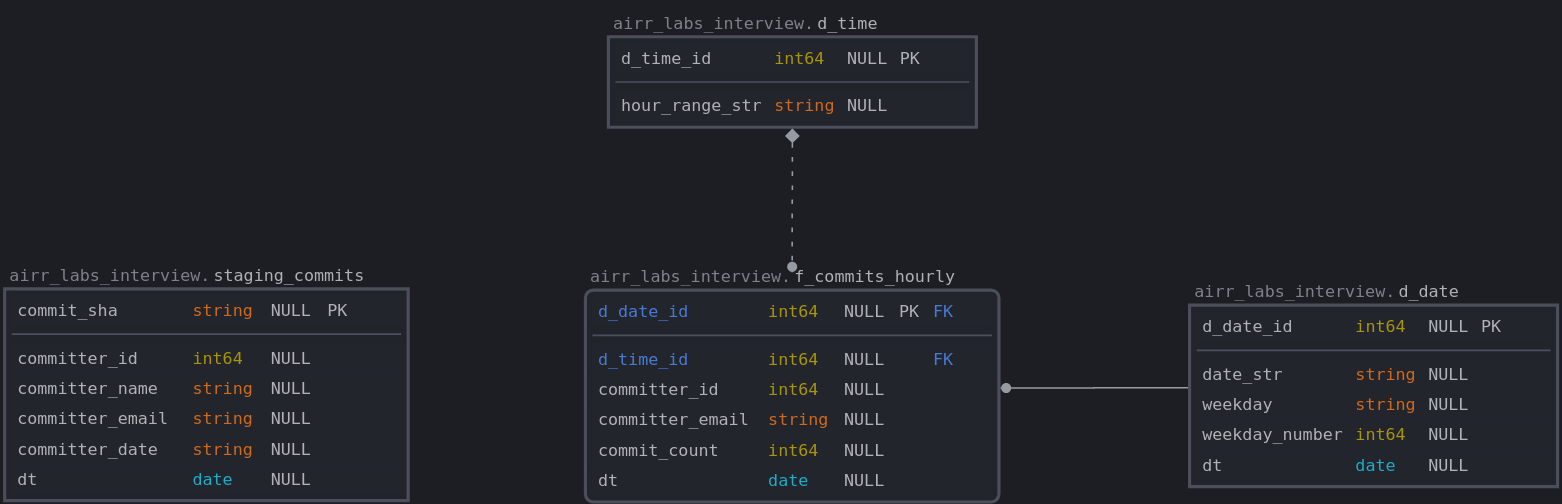 airr_labs_interview.d_time
d_time_id int64 NULL PK
hour_range_str string NULL
airr_labs_interview.staging_commits
commit_sha string NULL PK
committer_id int64 NULL
committer_name string NULL
committer_email string NULL
committer_date string NULL
dt date NULL
airr_labs_interview.f_commits_hourly
d_date_id int64 NULL PK FK
d_time_id int64 NULL FK
committer_id int64 NULL
committer_email string NULL
commit_count int64 NULL
dt date NULL
airr_labs_interview.d_date
d_date_id int64 NULL PK
date_str string NULL
weekday string NULL
weekday_number int64 NULL
dt date NULL